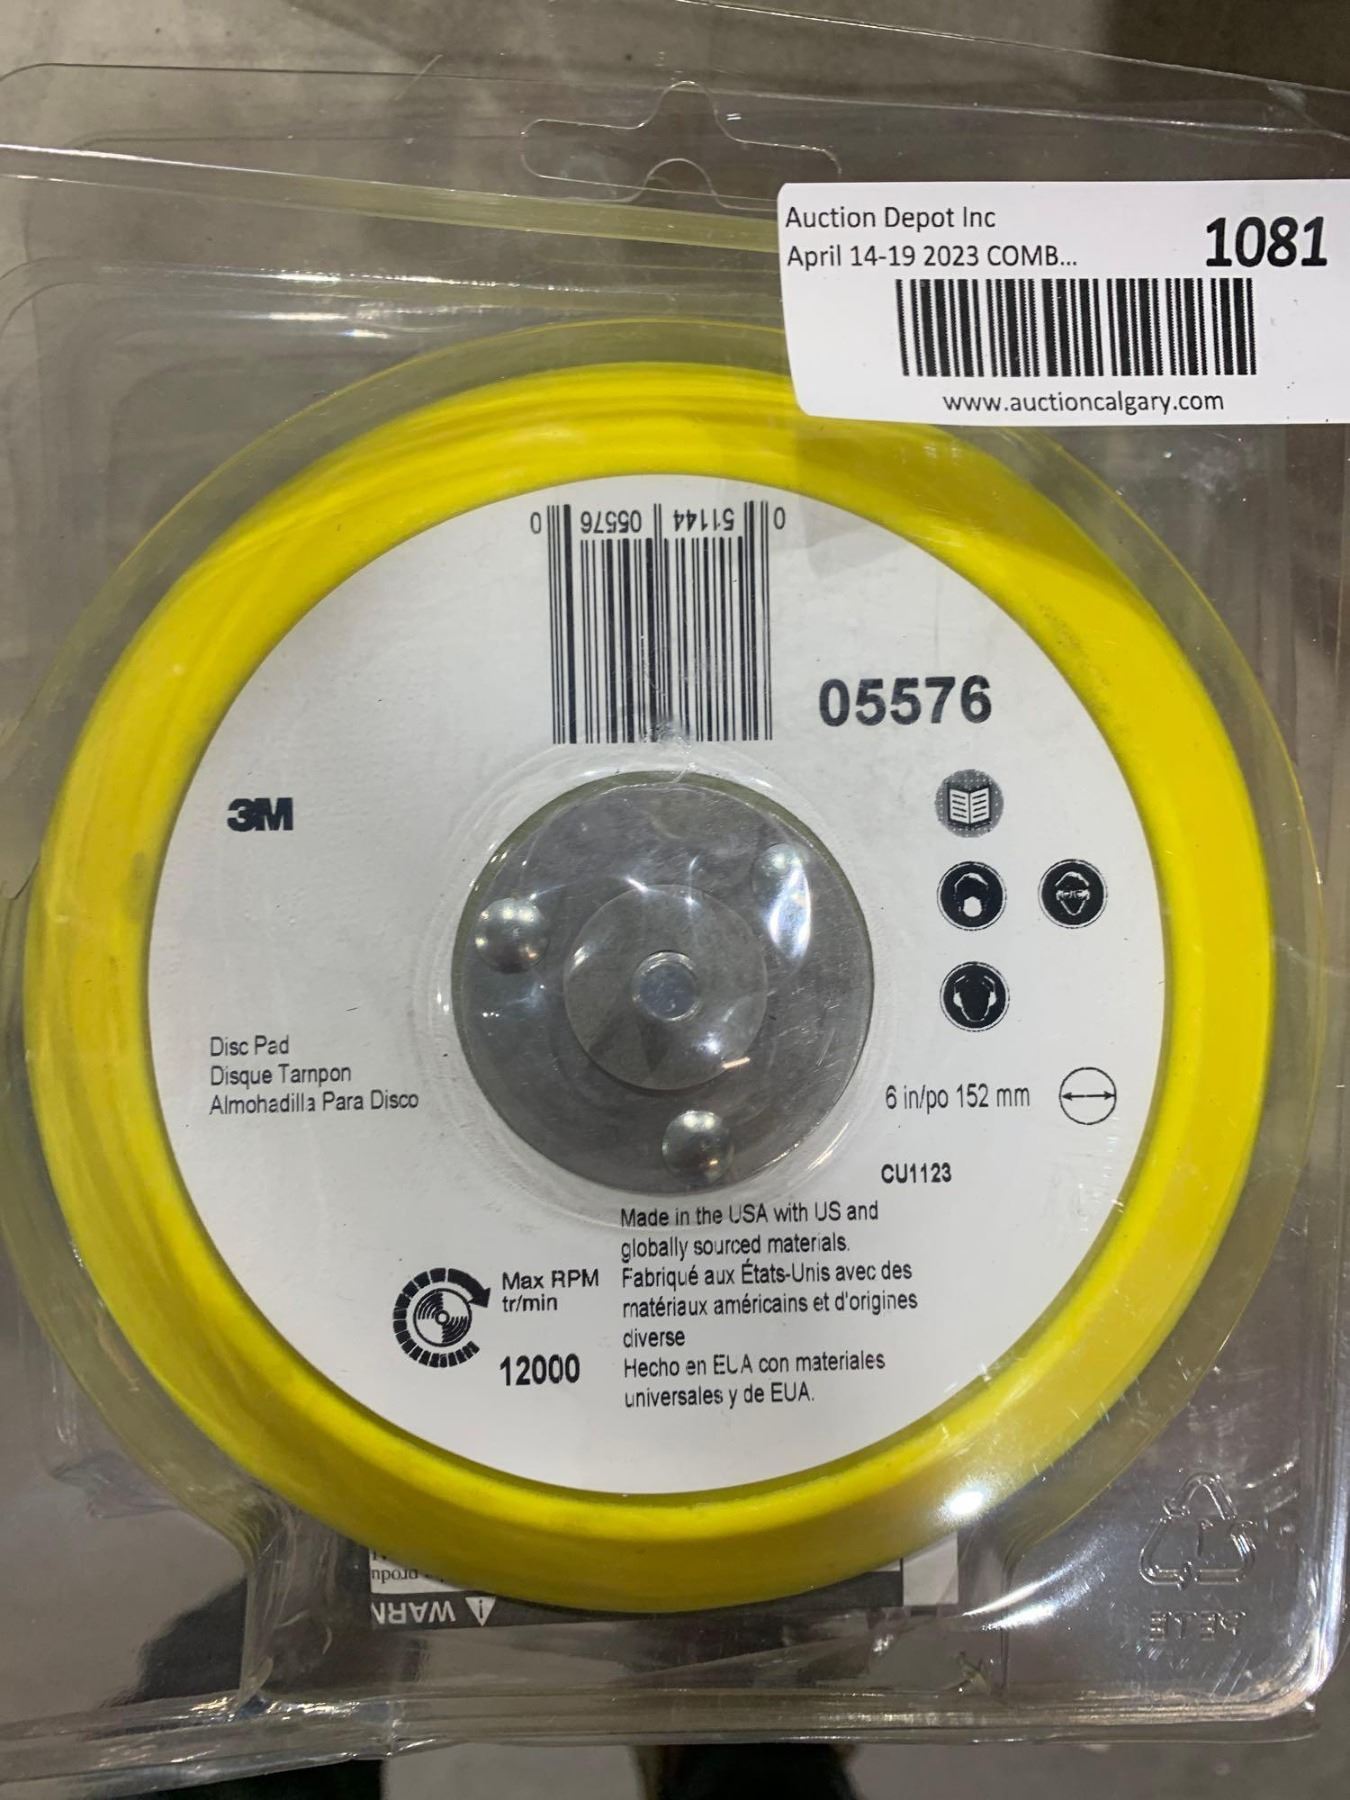 Auction Depot Inc
April 14-19 2023 COMB...
1081
www.auctioncalgary.com
0 51144 05576 0
05576
3M
Disc Pad
Disque Tampon
Almohadilla Para Disco
6 in/po 152 mm
CU1123
Made in the USA with US and
globally sourced materials.
Fabriqué aux États-Unis avec des
matériaux américains et d'origines
diverse
Hecho en EUA con materiales
universales y de EUA.
Max RPM
tr/min
12000
WARN
1